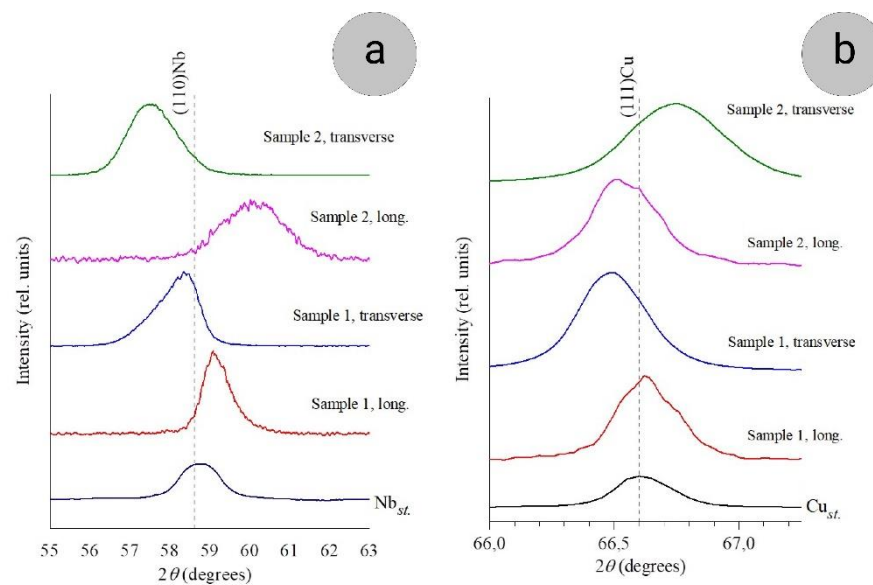 a
(110)Nb
Sample 2, transverse
Sample 2, long.
Sample 1, transverse
Sample 1, long.
Nbst.
Intensity (rel. units)
55 56 57 58 59 60 61 62 63
2θ (degrees)
b
(111)Cu
Sample 2, transverse
Sample 2, long.
Sample 1, transverse
Sample 1, long.
Cust.
Intensity (rel. units)
66,0 66,5 67,0
2θ (degrees)